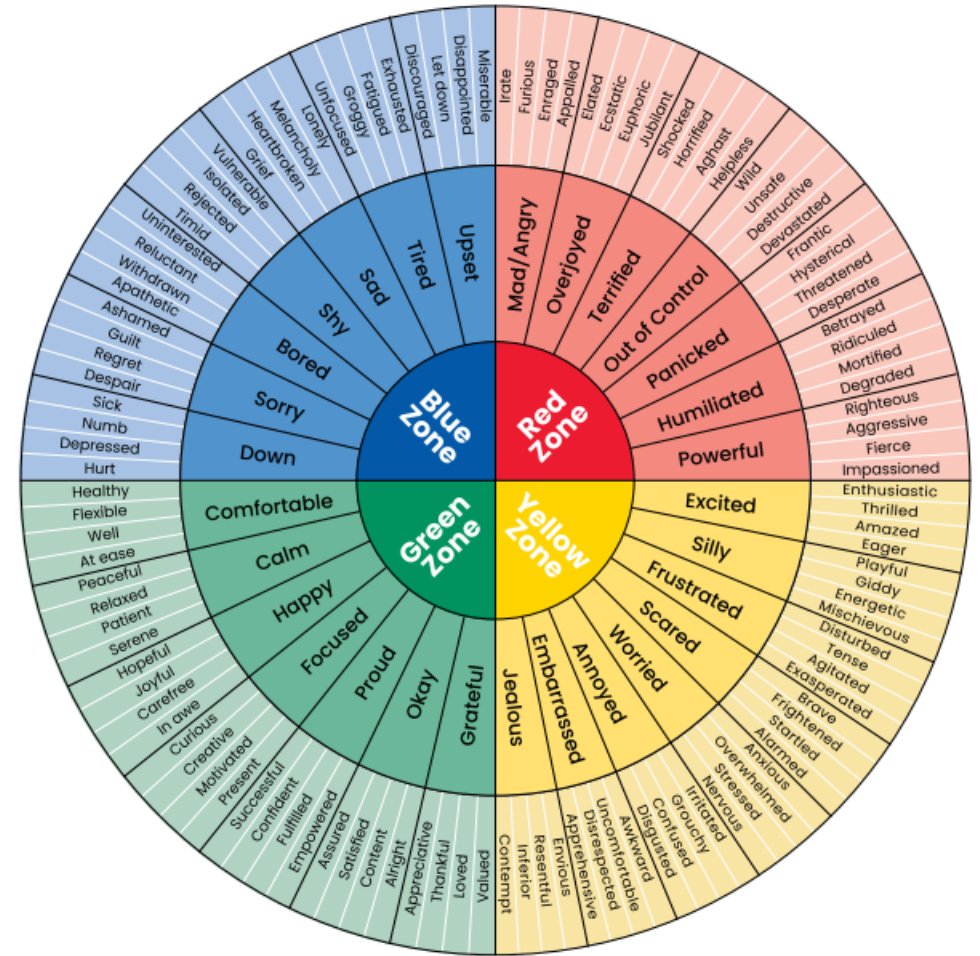 Blue
Zone
Red
Zone
Yellow
Zone
Green
Zone
Mad/Angry
Overjoyed
Terrified
Out of Control
Panicked
Humiliated
Powerful
Excited
Silly
Frustrated
Scared
Worried
Annoyed
Embarrassed
Jealous
Grateful
Okay
Proud
Focused
Happy
Calm
Comfortable
Down
Sorry
Bored
Shy
Sad
Tired
Upset
Irate
Furious
Enraged
Appalled
Elated
Ecstatic
Euphoric
Jubilant
Shocked
Horrified
Aghast
Helpless
Wild
Unsafe
Destructive
Devastated
Frantic
Hysterical
Threatened
Desperate
Betrayed
Ridiculed
Mortified
Degraded
Righteous
Aggressive
Fierce
Impassioned
Enthusiastic
Thrilled
Amazed
Eager
Playful
Giddy
Energetic
Mischievous
Disturbed
Tense
Agitated
Exasperated
Brave
Frightened
Startled
Alarmed
Anxious
Overwhelmed
Stressed
Nervous
Irritated
Grouchy
Confused
Disgusted
Awkward
Uncomfortable
Disrespected
Apprehensive
Envious
Resentful
Inferior
Contempt
Valued
Loved
Thankful
Appreciative
Alright
Content
Satisfied
Assured
Empowered
Fulfilled
Confident
Successful
Present
Motivated
Creative
Curious
In awe
Carefree
Joyful
Hopeful
Serene
Patient
Relaxed
Peaceful
At ease
Well
Flexible
Healthy
Hurt
Depressed
Numb
Sick
Despair
Regret
Guilt
Ashamed
Apathetic
Withdrawn
Reluctant
Uninterested
Timid
Rejected
Isolated
Vulnerable
Grief
Heartbroken
Melancholy
Lonely
Unfocused
Groggy
Fatigued
Exhausted
Discouraged
Let down
Disappointed
Miserable